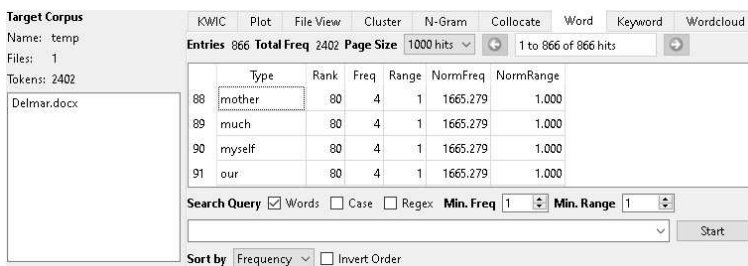 Target Corpus
Name: temp
Files: 1
Tokens: 2402
Delmar.docx
KWIC Plot File View Cluster N-Gram Collocate Word Keyword Wordcloud
Entries 866 Total Freq 2402 Page Size 1000 hits 1 to 866 of 866 hits
Type Rank Freq Range NormFreq NormRange
88 mother 80 4 1 1665.279 1.000
89 much 80 4 1 1665.279 1.000
90 myself 80 4 1 1665.279 1.000
91 our 80 4 1 1665.279 1.000
Search Query Words Case Regex Min. Freq 1 Min. Range 1
Start
Sort by Frequency Invert Order